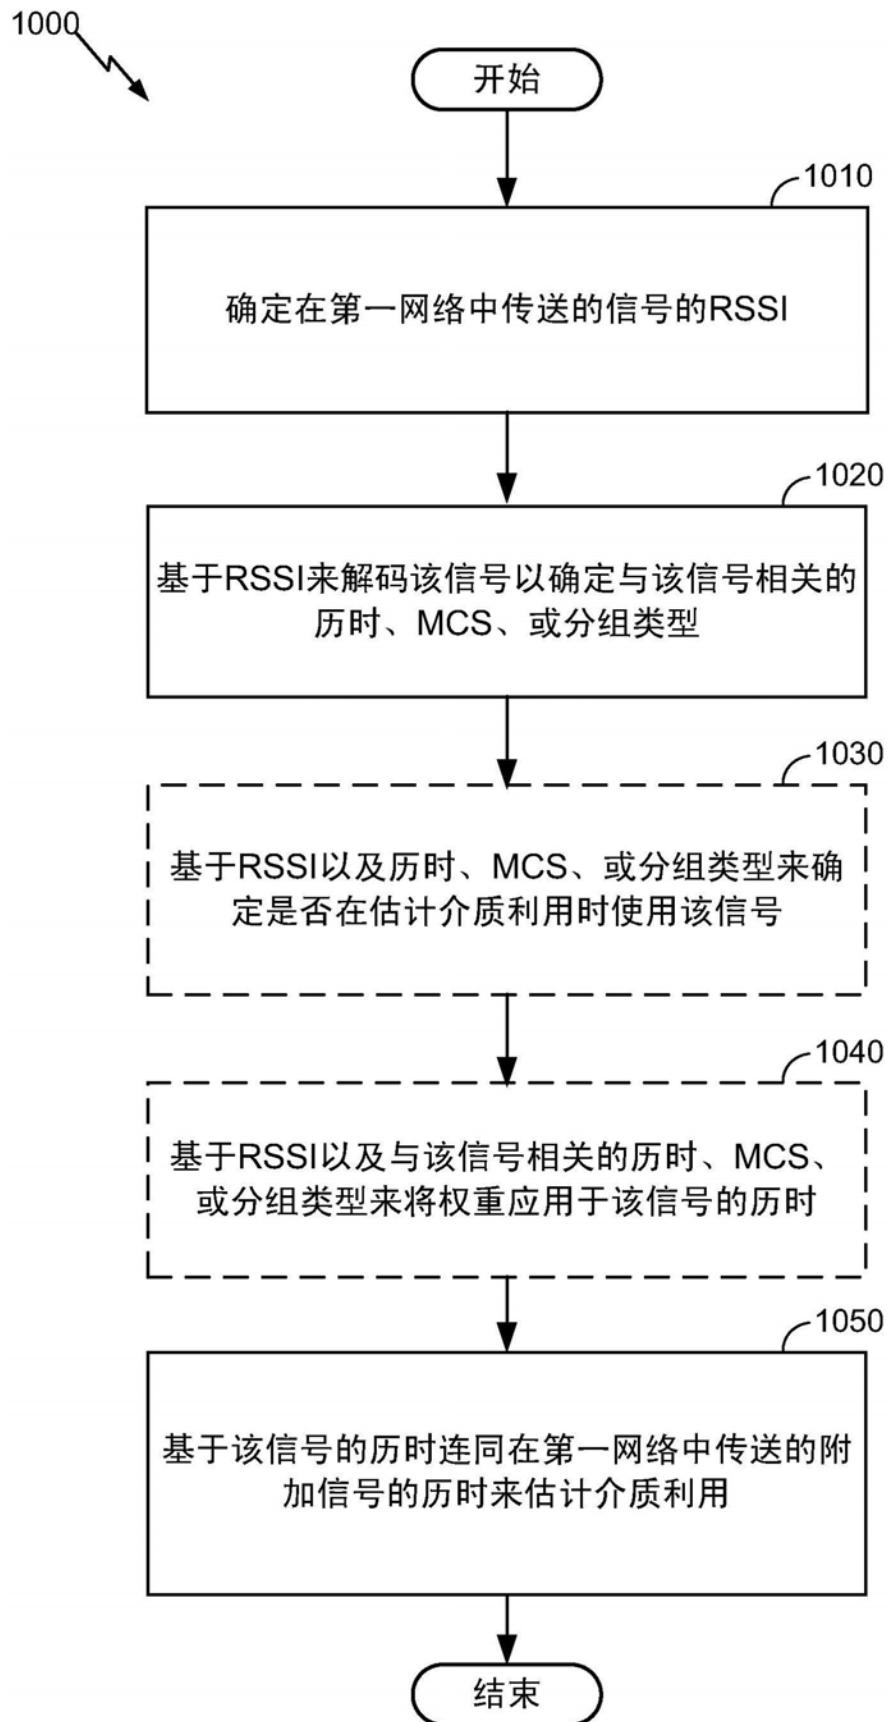 1000
开始
1010
确定在第一网络中传送的信号的RSSI
1020
基于RSSI来解码该信号以确定与该信号相关的
历时、MCS、或分组类型
1030
基于RSSI以及历时、MCS、或分组类型来确
定是否在估计介质利用时使用该信号
1040
基于RSSI以及与该信号相关的历时、MCS、
或分组类型来将权重应用于该信号的历时
1050
基于该信号的历时连同在第一网络中传送的附
加信号的历时来估计介质利用
结束